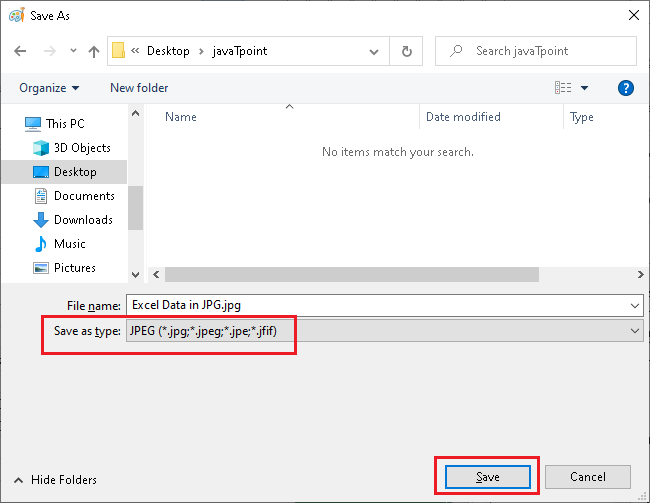 Save As
« Desktop › javaTpoint
Search javaTpoint
Organize New folder
?
This PC
3D Objects
Desktop
Documents
Downloads
Music
Pictures
Name Date modified Type
No items match your search.
File name: Excel Data in JPG.jpg
Save as type: JPEG (*.jpg;*.jpeg;*.jpe;*.jfif)
Hide Folders Save Cancel